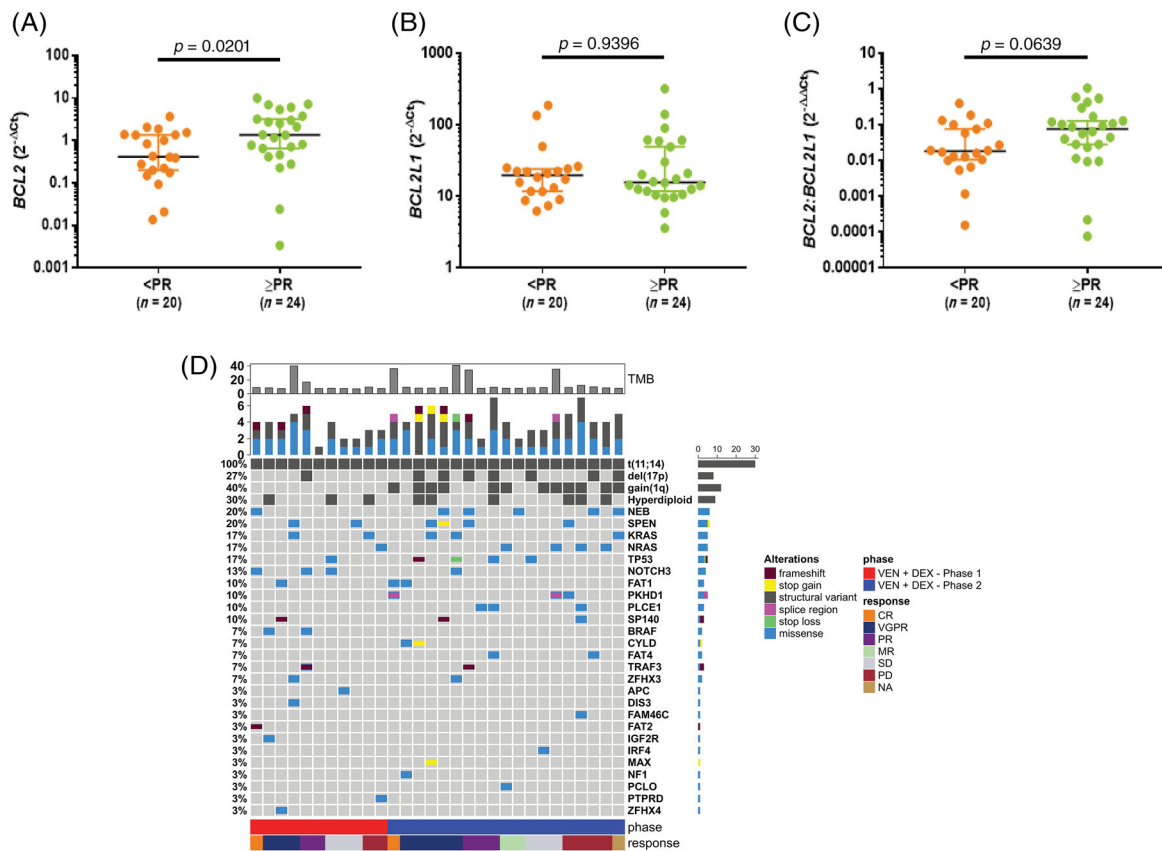 (A)
p = 0.0201
BCL2 (2^-ΔCt)
100
10
1
0.1
0.01
0.001
<PR
(n = 20)
≥PR
(n = 24)
(B)
p = 0.9396
BCL2L1 (2^-ΔCt)
1000
100
10
1
<PR
(n = 20)
≥PR
(n = 24)
(C)
p = 0.0639
BCL2:BCL2L1 (2^-ΔΔCt)
10
1
0.1
0.01
0.001
0.0001
0.00001
<PR
(n = 20)
≥PR
(n = 24)
(D)
40
20
0
TMB
6
4
2
0
0 10 20 30
100% t(11;14)
27% del(17p)
40% gain(1q)
30% Hyperdiploid
20% NEB
20% SPEN
17% KRAS
17% NRAS
17% TP53
13% NOTCH3
10% FAT1
10% PKHD1
10% PLCE1
10% SP140
7% BRAF
7% CYLD
7% FAT4
7% TRAF3
7% ZFHX3
3% APC
3% DIS3
3% FAM46C
3% FAT2
3% IGF2R
3% IRF4
3% MAX
3% NF1
3% PCLO
3% PTPRD
3% ZFHX4
phase
response
Alterations
frameshift
stop gain
structural variant
splice region
stop loss
missense
phase
VEN + DEX - Phase 1
VEN + DEX - Phase 2
response
CR
VGPR
PR
MR
SD
PD
NA